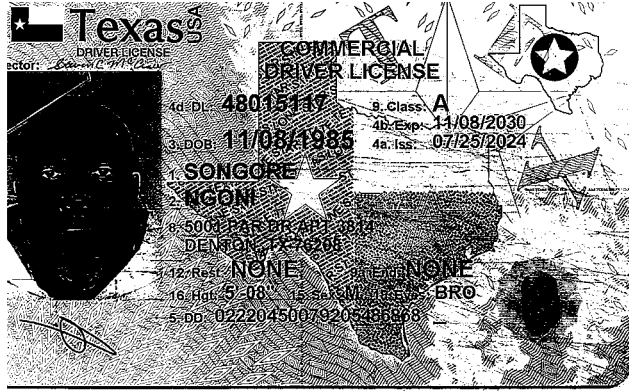 Texas USA
DRIVER LICENSE
COMMERCIAL
DRIVER LICENSE
4d. DL: 48015117 9. Class: A
4b. Exp: 11/08/2030
3. DOB: 11/08/1985 4a. Iss: 07/25/2024
1. SONGORE
2. NGONI
8. 5001 PAR DR APT 3814
DENTON, TX 76208
12. Rest: NONE 9a. End: NONE
16. Hgt: 5'-08" 15. Sex: M 18. Eyes: BRO
5. DD: 02220450079205486868